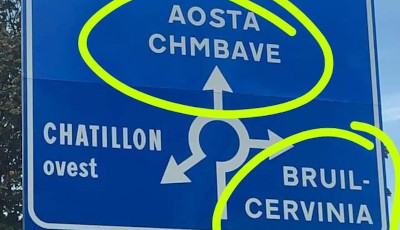 AOSTA
CHMBAVE
CHATILLON
ovest
BRUIL-
CERVINIA